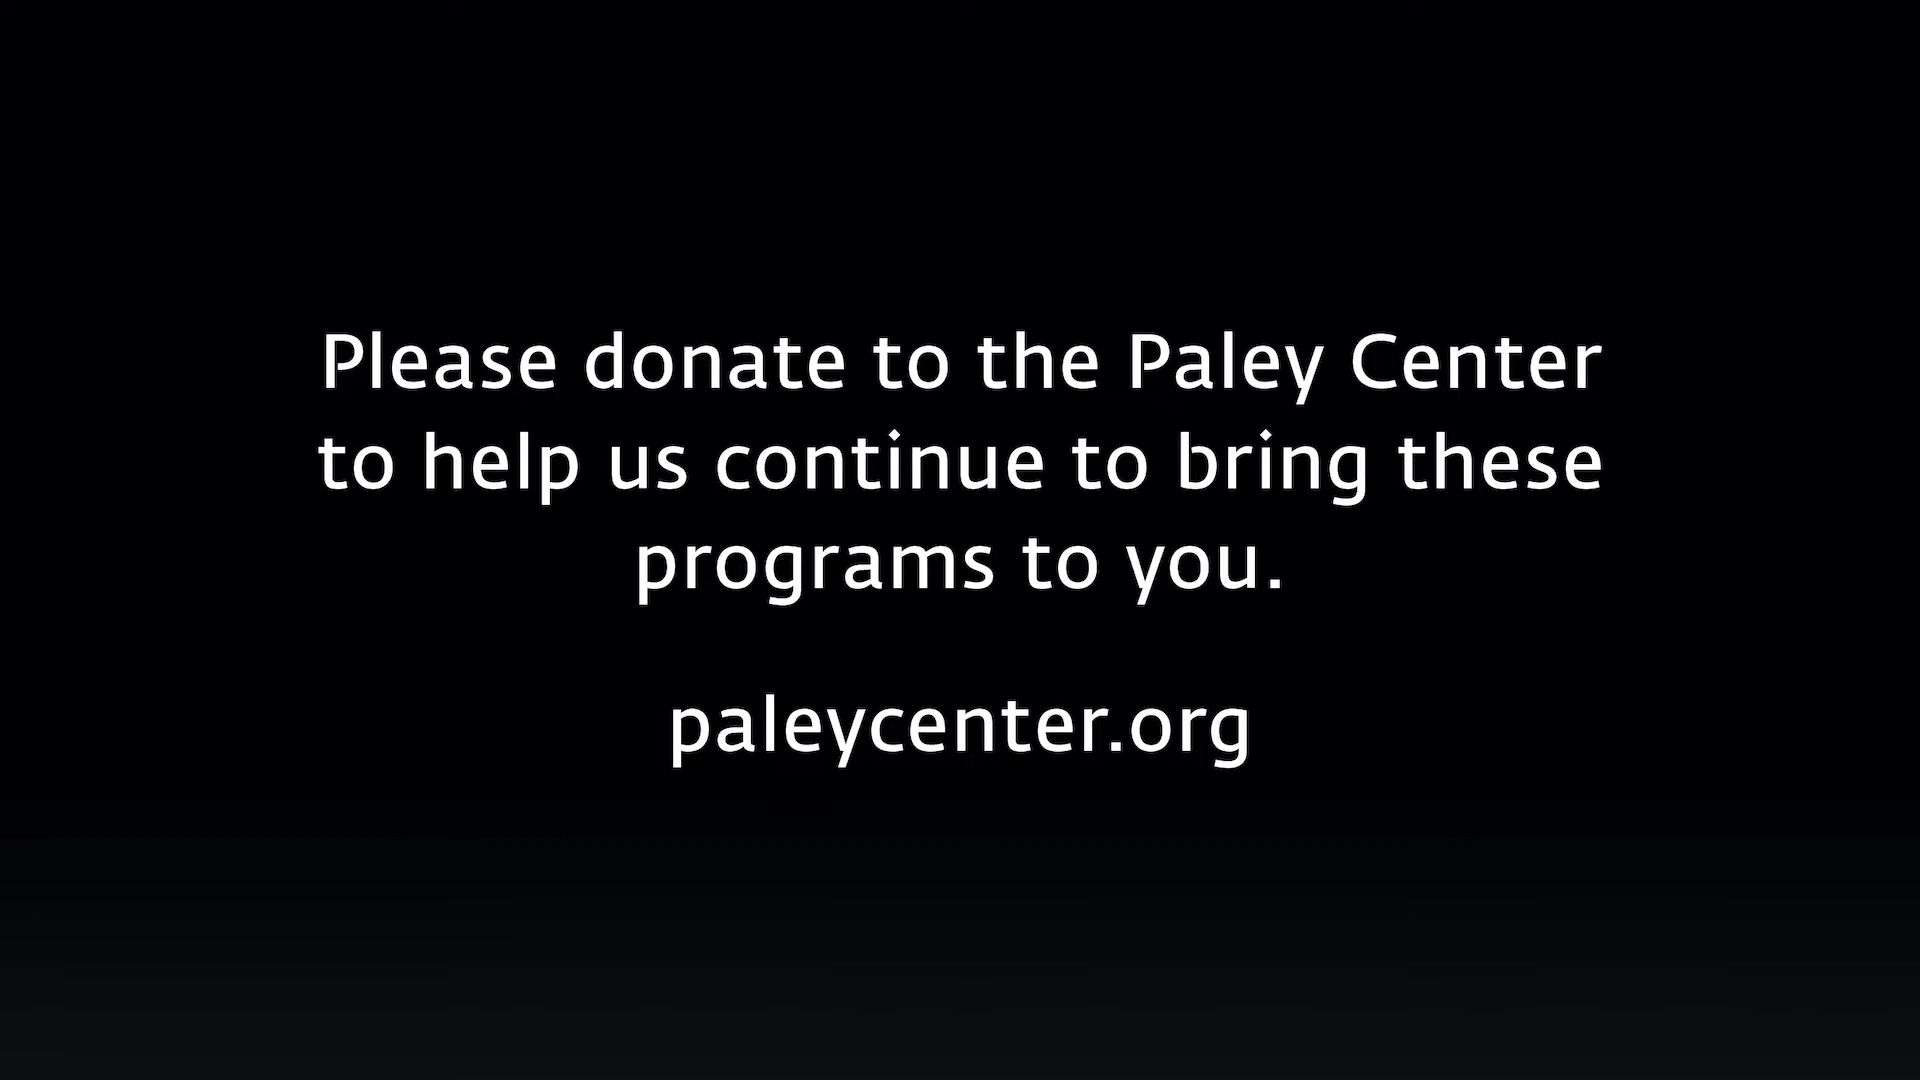 Please donate to the Paley Center
to help us continue to bring these
programs to you.
paleycenter.org